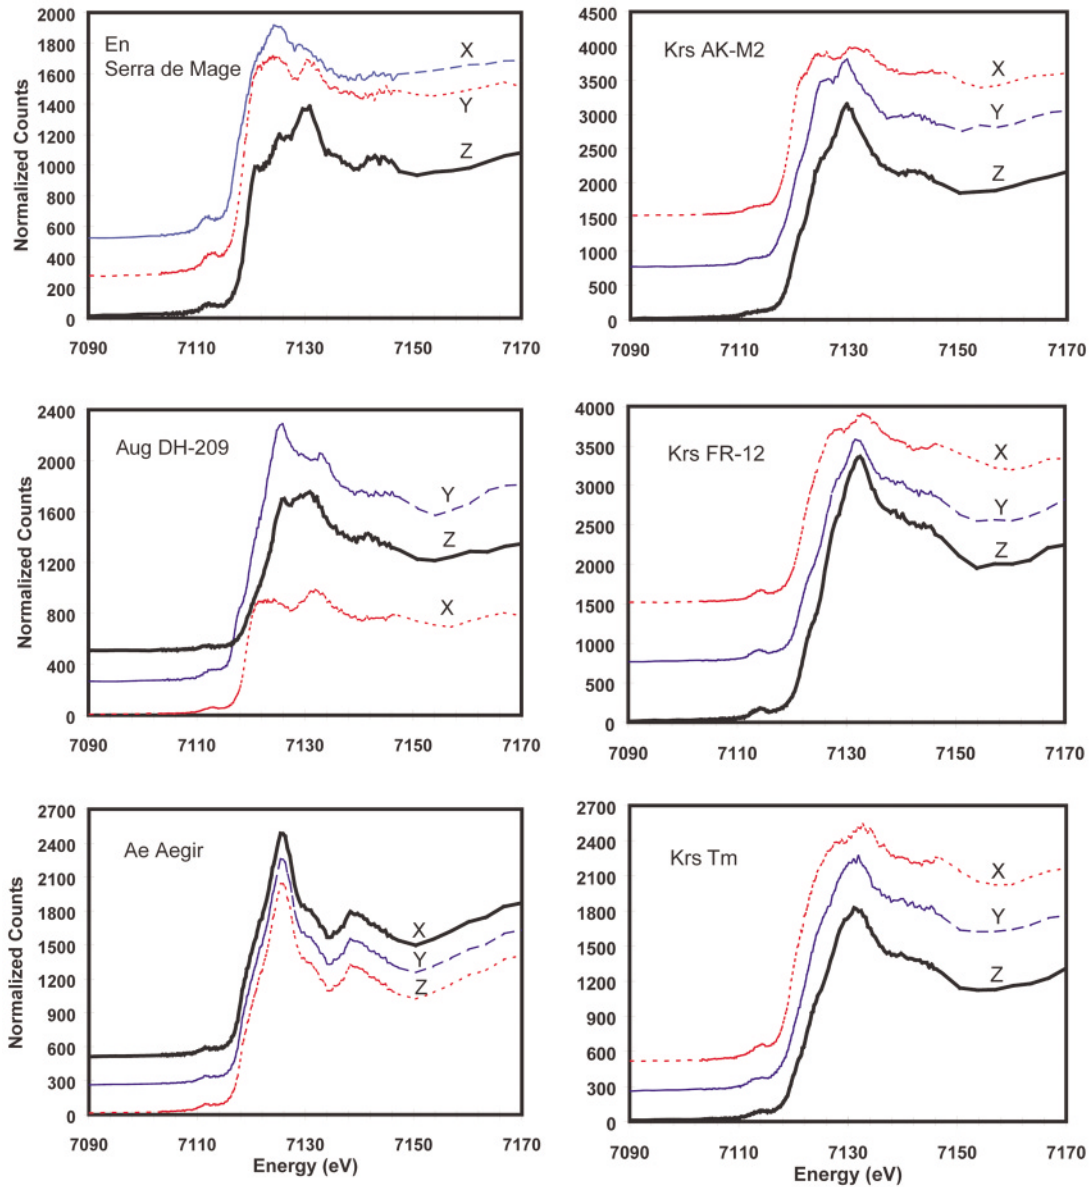 En
Serra de Mage
Normalized Counts
2000
1800
1600
1400
1200
1000
800
600
400
200
0
X
Y
Z
7090
7110
7130
7150
7170
Krs AK-M2
4500
4000
3500
3000
2500
2000
1500
1000
500
0
X
Y
Z
7090
7110
7130
7150
7170
Aug DH-209
Normalized Counts
2400
2000
1600
1200
800
400
0
Y
Z
X
7090
7110
7130
7150
7170
Krs FR-12
4000
3500
3000
2500
2000
1500
1000
500
0
X
Y
Z
7090
7110
7130
7150
7170
Ae Aegir
Normalized Counts
2700
2400
2100
1800
1500
1200
900
600
300
0
X
Y
Z
7090
7110
7130
7150
7170
Energy (eV)
Krs Tm
2700
2400
2100
1800
1500
1200
900
600
300
0
X
Y
Z
7090
7110
7130
7150
7170
Energy (eV)